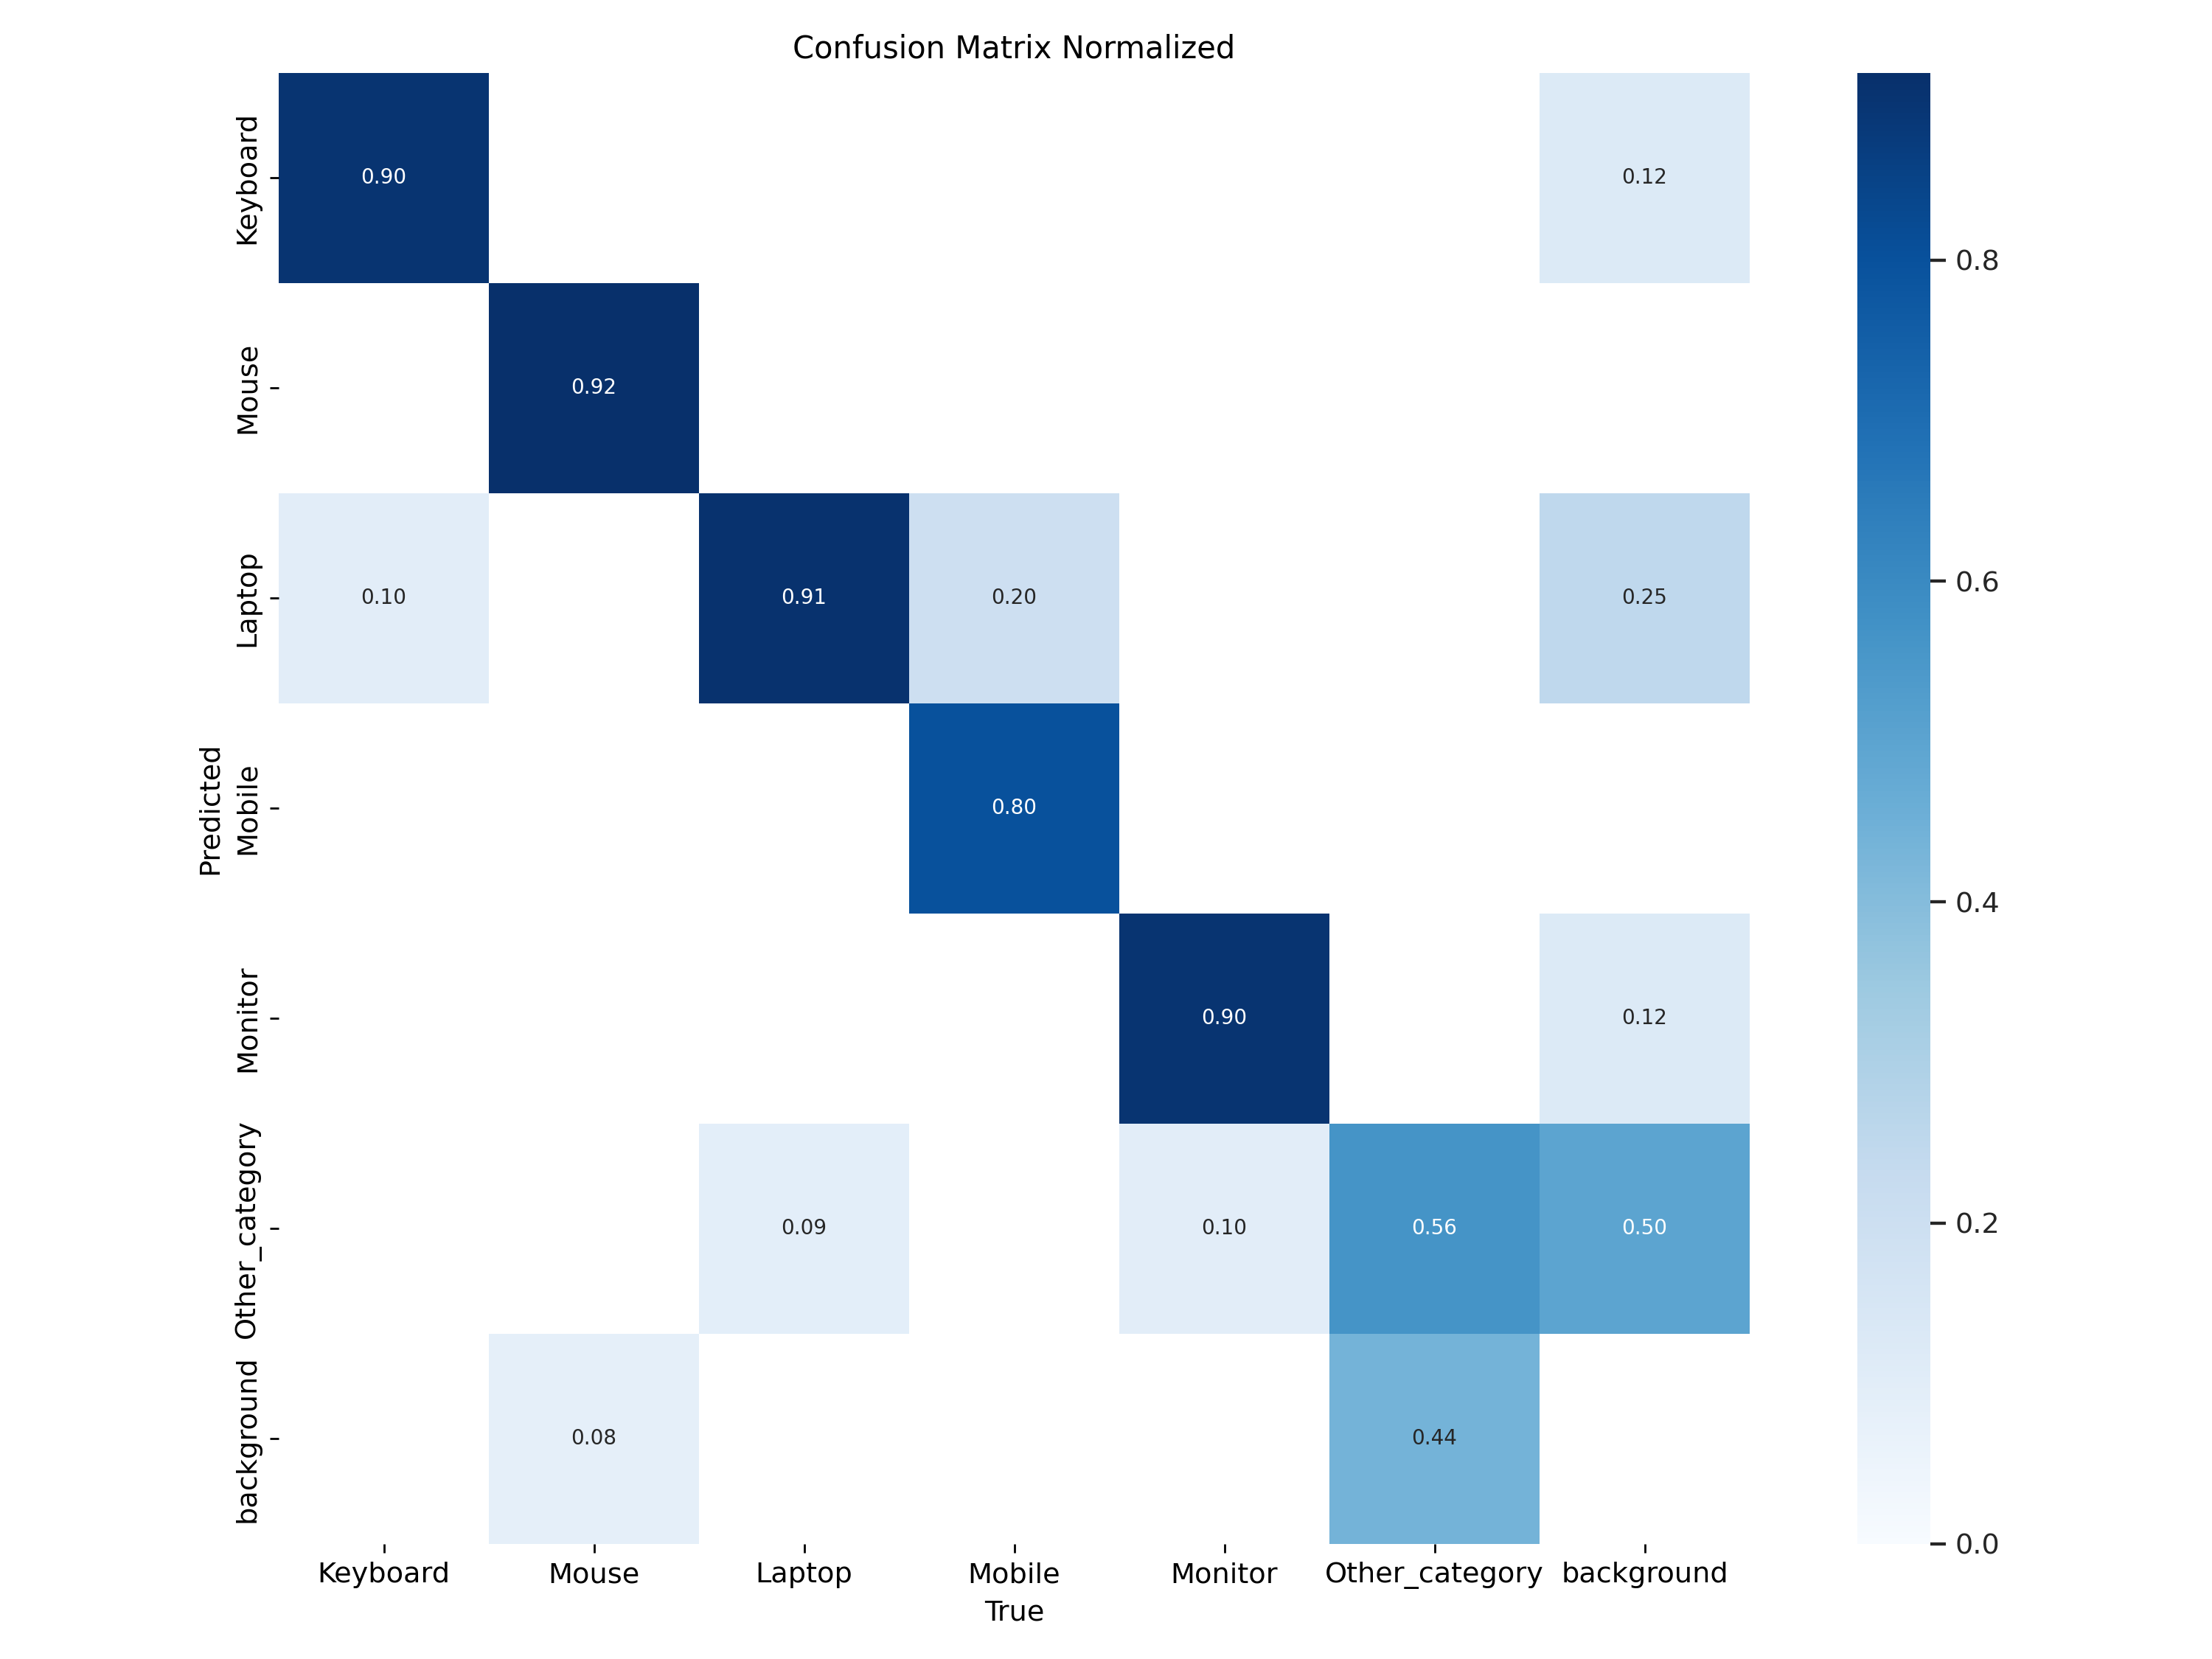 Confusion Matrix Normalized
Predicted
Keyboard
0.90
0.12
Mouse
0.92
Laptop
0.10
0.91
0.20
0.25
Mobile
0.80
Monitor
0.90
0.12
Other_category
0.09
0.10
0.56
0.50
background
0.08
0.44
Keyboard Mouse Laptop Mobile Monitor Other_category background
True
0.8
0.6
0.4
0.2
0.0